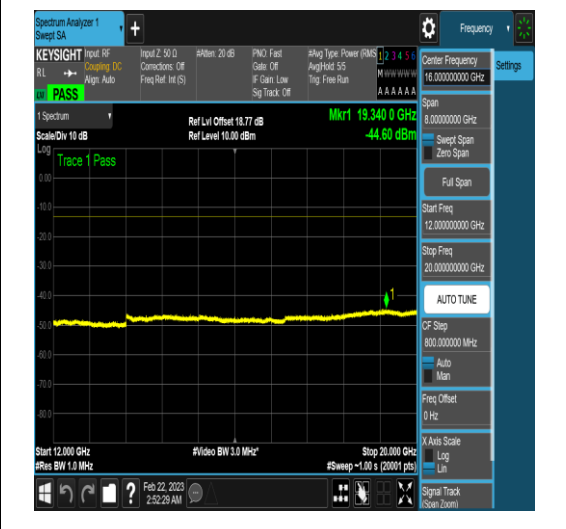 Spectrum Analyzer 1
Swept SA
Frequency
KEYSIGHT
RL
Input: RF
Coupling: DC
Align: Auto
Input Z: 50 Ω
Corrections: Off
Freq Ref: Int (S)
#Atten: 20 dB
PNO: Fast
Gate: Off
IF Gain: Low
Sig Track: Off
#Avg Type: Power (RMS
Avg|Hold: 5/5
Trig: Free Run
1 2 3 4 5 6
M W W W W W
A A A A A A
PASS
1 Spectrum
Scale/Div 10 dB
Ref Lvl Offset 18.77 dB
Ref Level 10.00 dBm
Mkr1 19.340 0 GHz
-44.60 dBm
Log
Trace 1 Pass
0.00
-10.0
-20.0
-30.0
-40.0
-50.0
-60.0
-70.0
-80.0
1
Start 12.000 GHz
#Res BW 1.0 MHz
#Video BW 3.0 MHz*
Stop 20.000 GHz
#Sweep ~1.00 s (20001 pts)
Feb 22, 2023
2:52:29 AM
?
Center Frequency
16.000000000 GHz
Settings
Span
8.00000000 GHz
Swept Span
Zero Span
Full Span
Start Freq
12.000000000 GHz
Stop Freq
20.000000000 GHz
AUTO TUNE
CF Step
800.000000 MHz
Auto
Man
Freq Offset
0 Hz
X Axis Scale
Log
Lin
Signal Track
(Span Zoom)